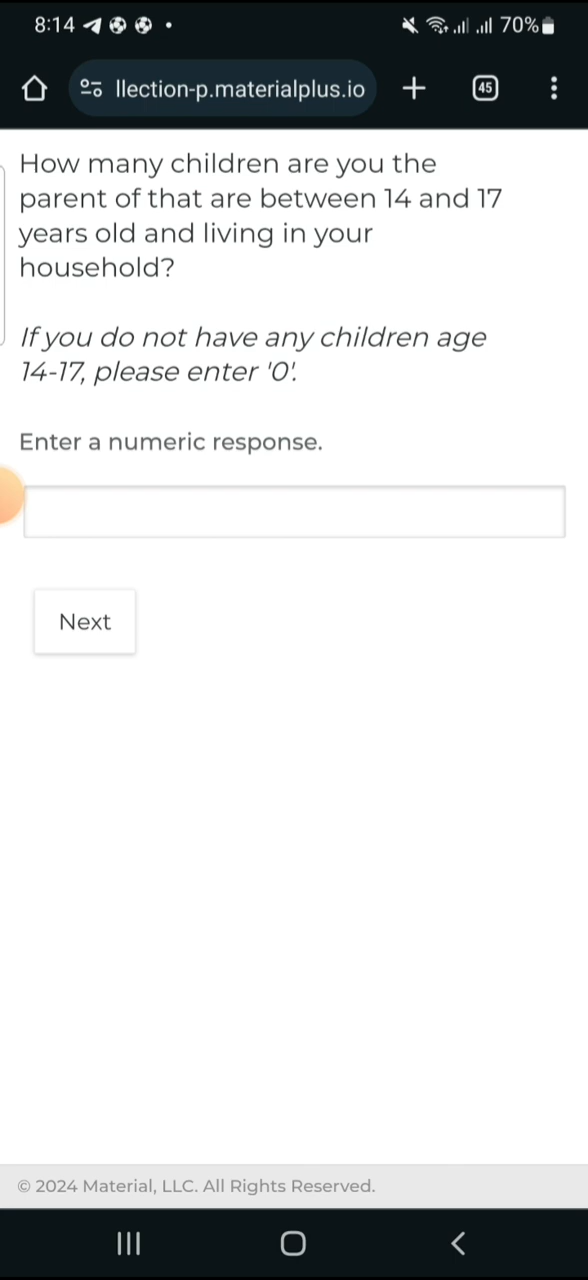 8:14
70%
llection-p.materialplus.io
45
How many children are you the
parent of that are between 14 and 17
years old and living in your
household?
If you do not have any children age
14-17, please enter '0'.
Enter a numeric response.
Next
© 2024 Material, LLC. All Rights Reserved.